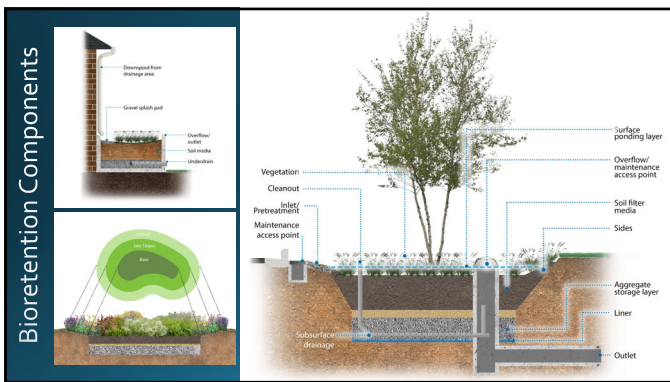 Bioretention Components
Downspout from
drainage area
Gravel splash pad
Overflow/
outlet
Soil media
Underdrain
Side Slopes
Base
Vegetation
Cleanout
Inlet/
Pretreatment
Maintenance
access point
Subsurface
drainage
Surface
ponding layer
Overflow/
maintenance
access point
Soil filter
media
Sides
Aggregate
storage layer
Liner
Outlet